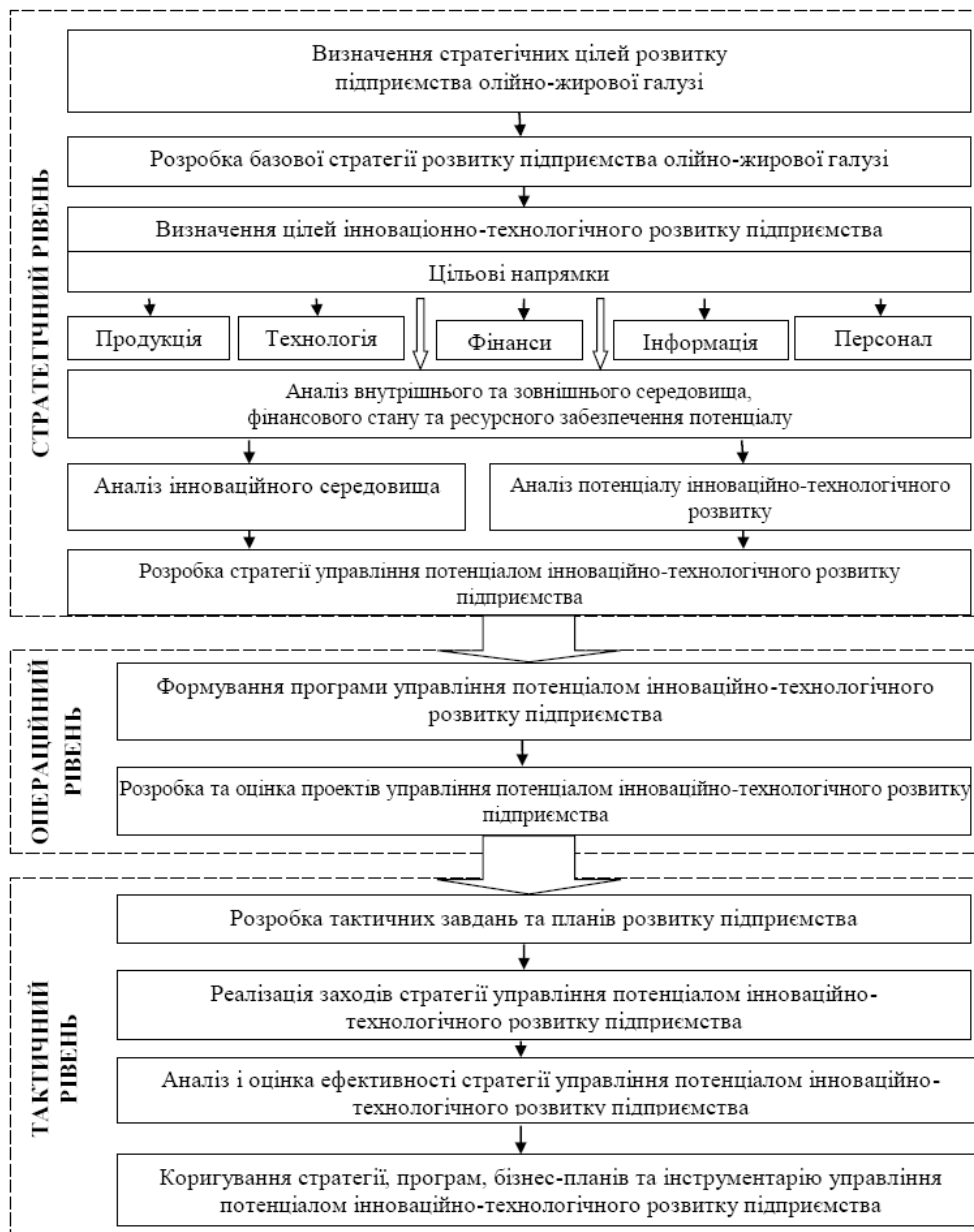 СТРАТЕГІЧНИЙ РІВЕНЬ
Визначення стратегічних цілей розвитку
підприємства олійно-жирової галузі
Розробка базової стратегії розвитку підприємства олійно-жирової галузі
Визначення цілей інноваціонно-технологічного розвитку підприємства
Цільові напрямки
Продукція
Технологія
Фінанси
Інформація
Персонал
Аналіз внутрішнього та зовнішнього середовища,
фінансового стану та ресурсного забезпечення потенціалу
Аналіз інноваційного середовища
Аналіз потенціалу інноваційно-технологічного
розвитку
Розробка стратегії управління потенціалом інноваційно-технологічного розвитку
підприємства
ОПЕРАЦІЙНИЙ
РІВЕНЬ
Формування програми управління потенціалом інноваційно-технологічного
розвитку підприємства
Розробка та оцінка проектів управління потенціалом інноваційно-технологічного розвитку
підприємства
ТАКТИЧНИЙ
РІВЕНЬ
Розробка тактичних завдань та планів розвитку підприємства
Реалізація заходів стратегії управління потенціалом інноваційно-
технологічного розвитку підприємства
Аналіз і оцінка ефективності стратегії управління потенціалом інноваційно-
технологічного розвитку підприємства
Коригування стратегії, програм, бізнес-планів та інструментарію управління
потенціалом інноваційно-технологічного розвитку підприємства